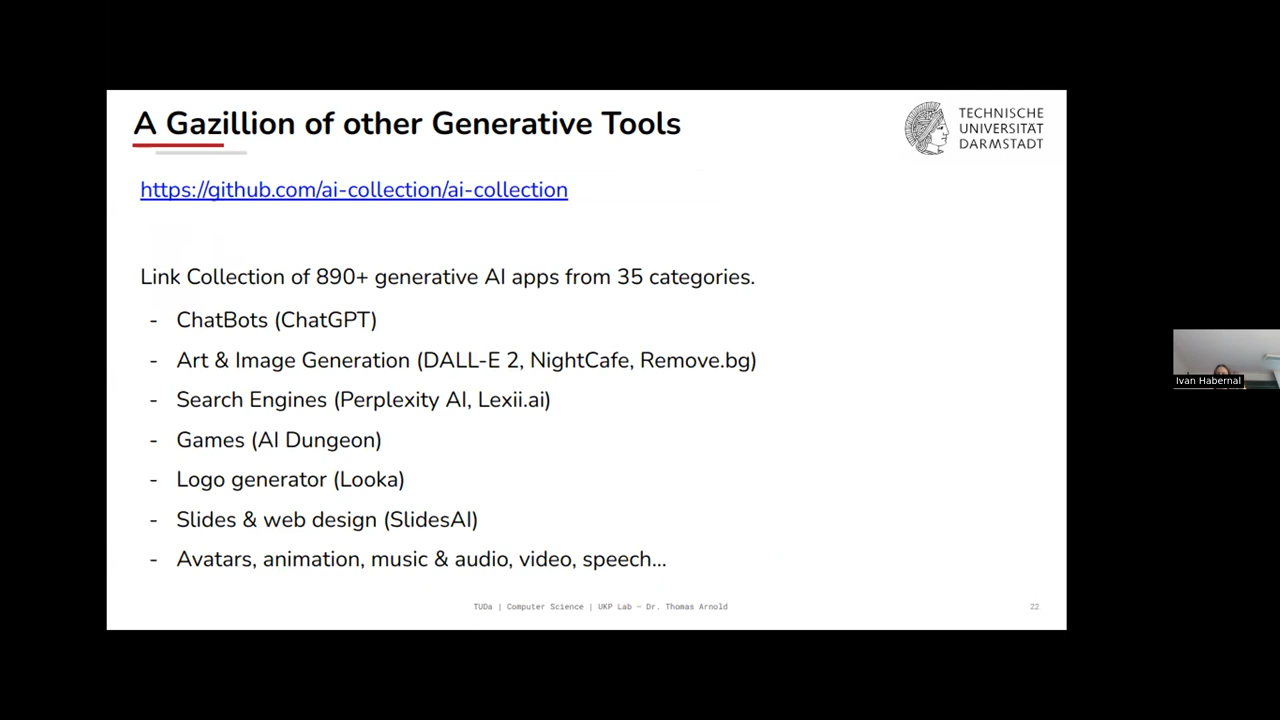 A Gazillion of other Generative Tools
TECHNISCHE
UNIVERSITÄT
DARMSTADT
https://github.com/ai-collection/ai-collection
Link Collection of 890+ generative AI apps from 35 categories.
- ChatBots (ChatGPT)
- Art & Image Generation (DALL-E 2, NightCafe, Remove.bg)
- Search Engines (Perplexity AI, Lexii.ai)
- Games (AI Dungeon)
- Logo generator (Looka)
- Slides & web design (SlidesAI)
- Avatars, animation, music & audio, video, speech...
TUDa | Computer Science | UKP Lab - Dr. Thomas Arnold
22
Ivan Habernal